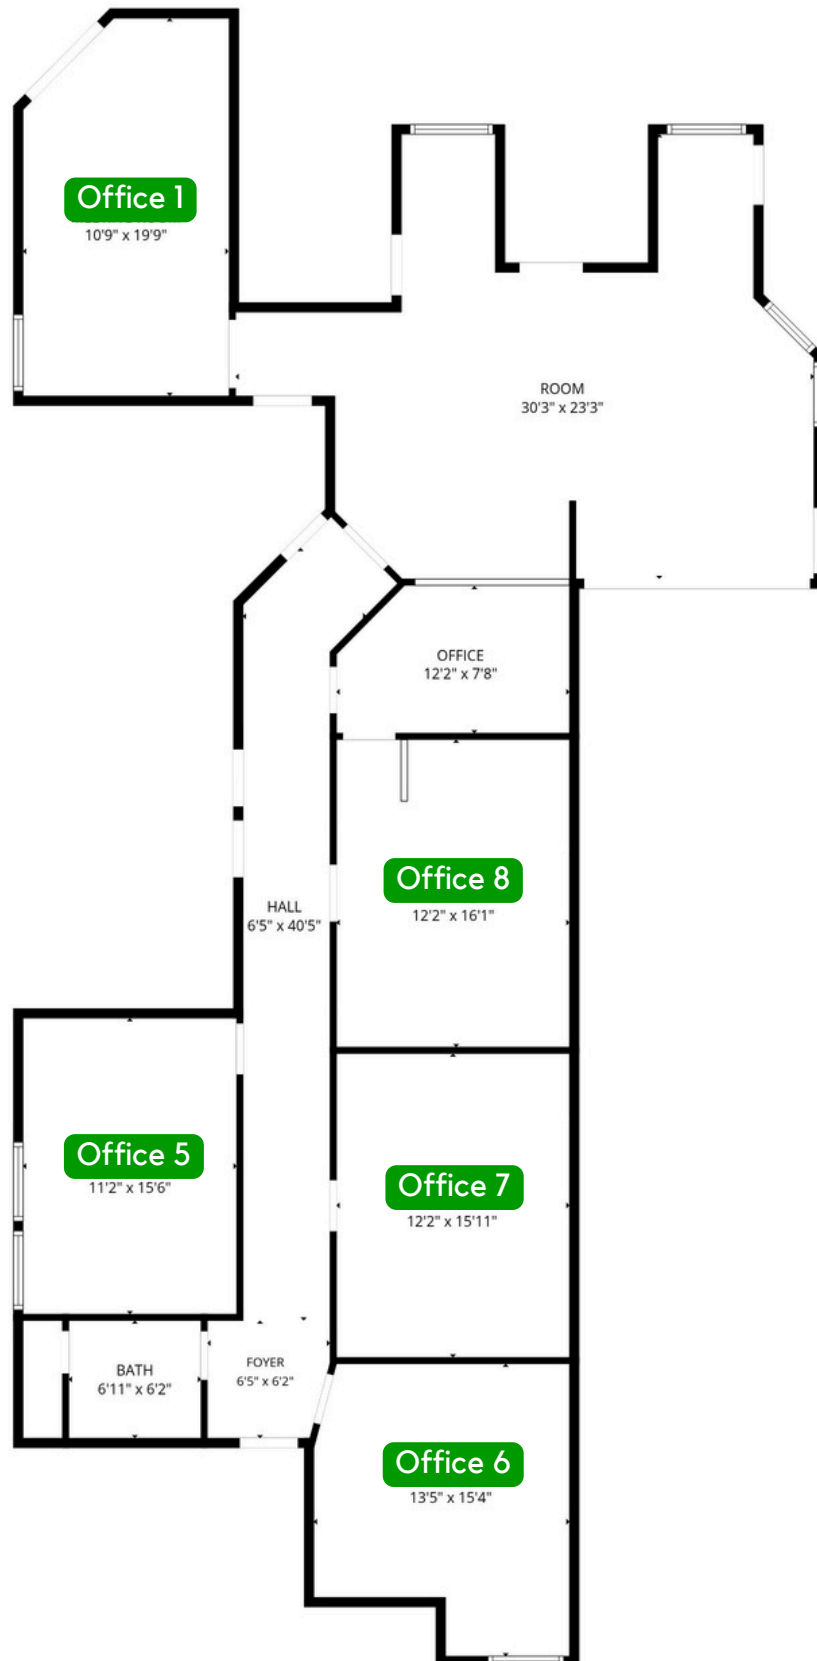 Office 1
10'9" x 19'9"
ROOM
30'3" x 23'3"
OFFICE
12'2" x 7'8"
Office 8
12'2" x 16'1"
HALL
6'5" x 40'5"
Office 5
11'2" x 15'6"
Office 7
12'2" x 15'11"
BATH
6'11" x 6'2"
FOYER
6'5" x 6'2"
Office 6
13'5" x 15'4"